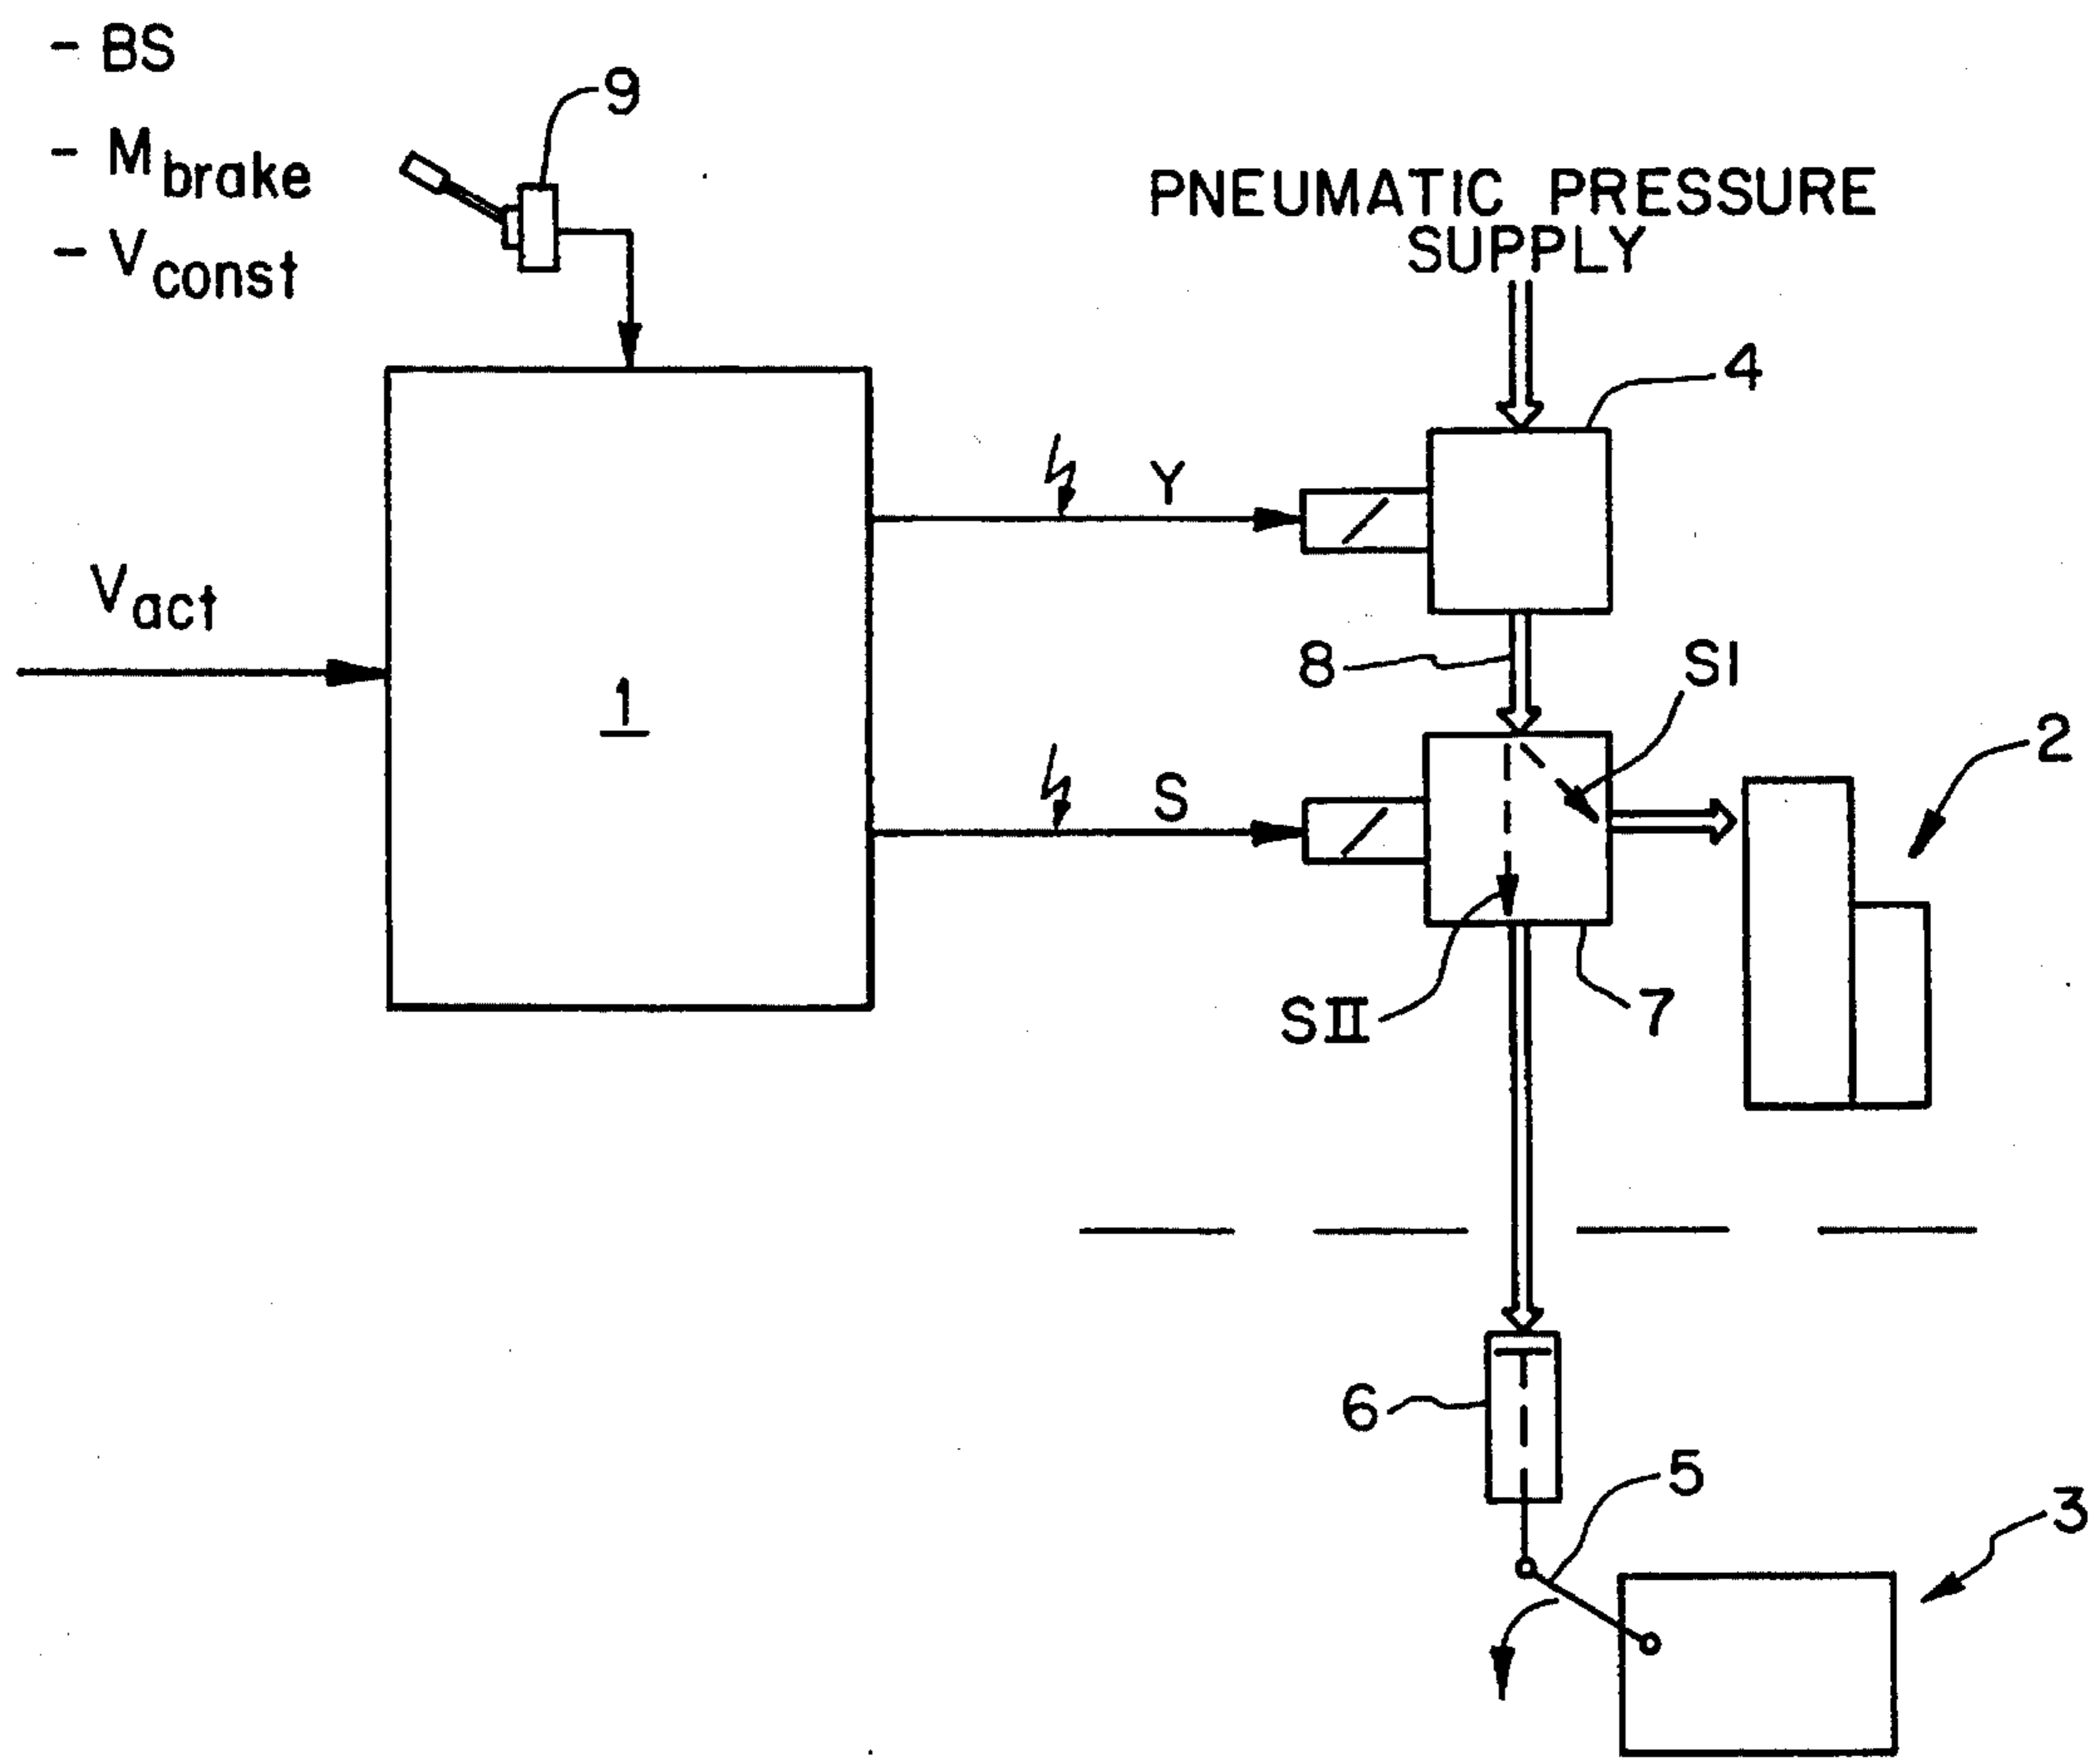 - BS
- Mbrake
- Vconst
9
PNEUMATIC PRESSURE
SUPPLY
4
Y
Vact
8
SI
1
2
S
SII
7
6
5
3